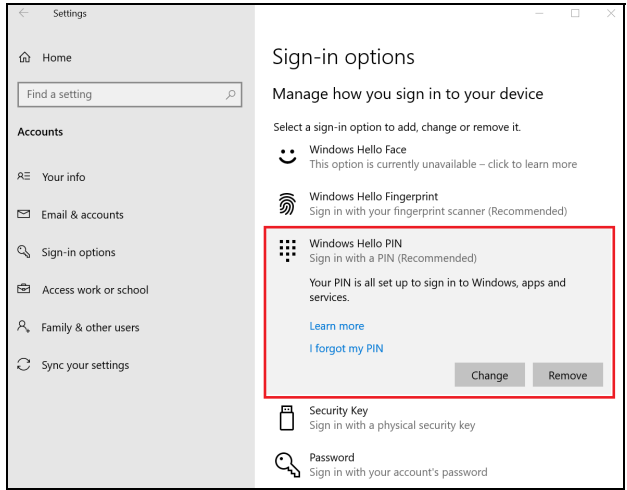 Settings
Home
Find a setting
Accounts
Your info
Email & accounts
Sign-in options
Access work or school
Family & other users
Sync your settings
Sign-in options
Manage how you sign in to your device
Select a sign-in option to add, change or remove it.
Windows Hello Face
This option is currently unavailable – click to learn more
Windows Hello Fingerprint
Sign in with your fingerprint scanner (Recommended)
Windows Hello PIN
Sign in with a PIN (Recommended)
Your PIN is all set up to sign in to Windows, apps and
services.
Learn more
I forgot my PIN
Change Remove
Security Key
Sign in with a physical security key
Password
Sign in with your account's password